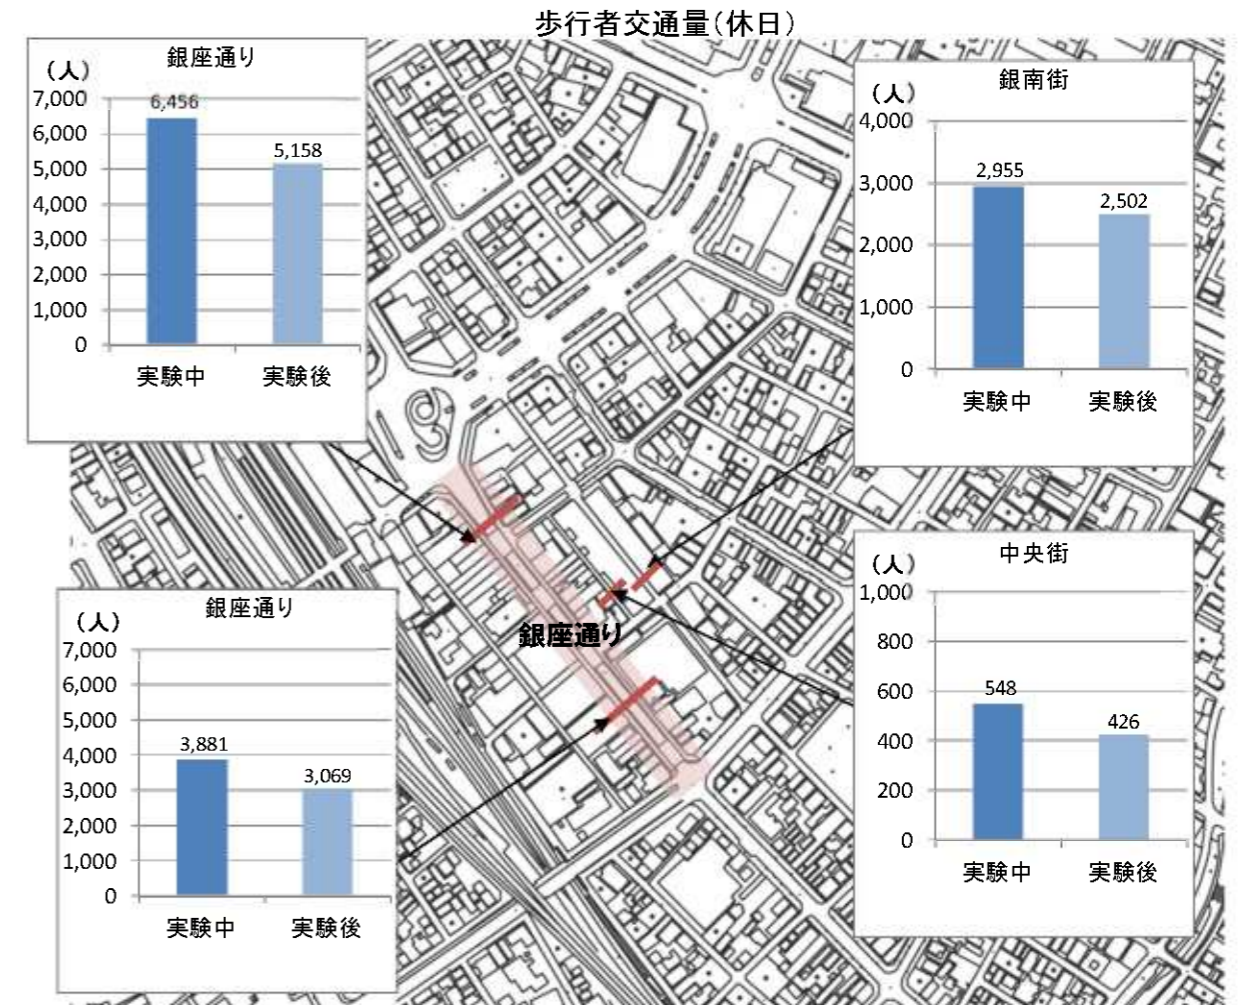 歩行者交通量(休日)
銀座通り
(人)
7,000
6,000
5,000
4,000
3,000
2,000
1,000
0
6,456
5,158
実験中
実験後
銀南街
(人)
4,000
3,000
2,000
1,000
0
2,955
2,502
実験中
実験後
銀座通り
銀座通り
(人)
7,000
6,000
5,000
4,000
3,000
2,000
1,000
0
3,881
3,069
実験中
実験後
中央街
(人)
1,000
800
600
400
200
0
548
426
実験中
実験後